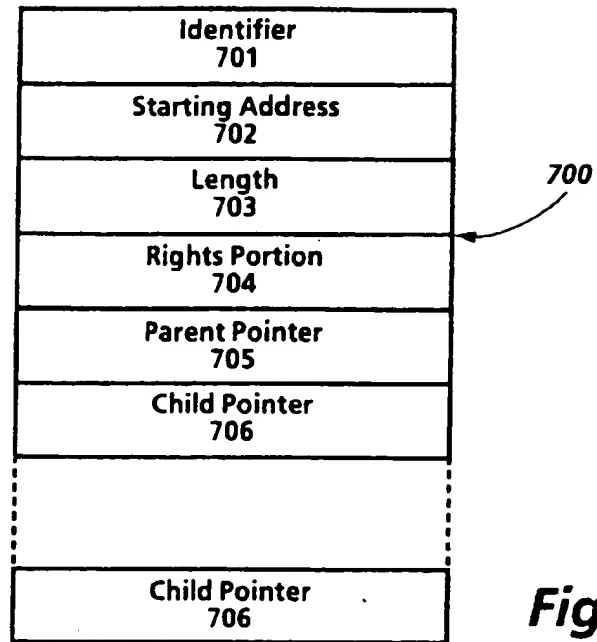 Identifier
701
Starting Address
702
Length
703
700
Rights Portion
704
Parent Pointer
705
Child Pointer
706
Child Pointer
706
Fig